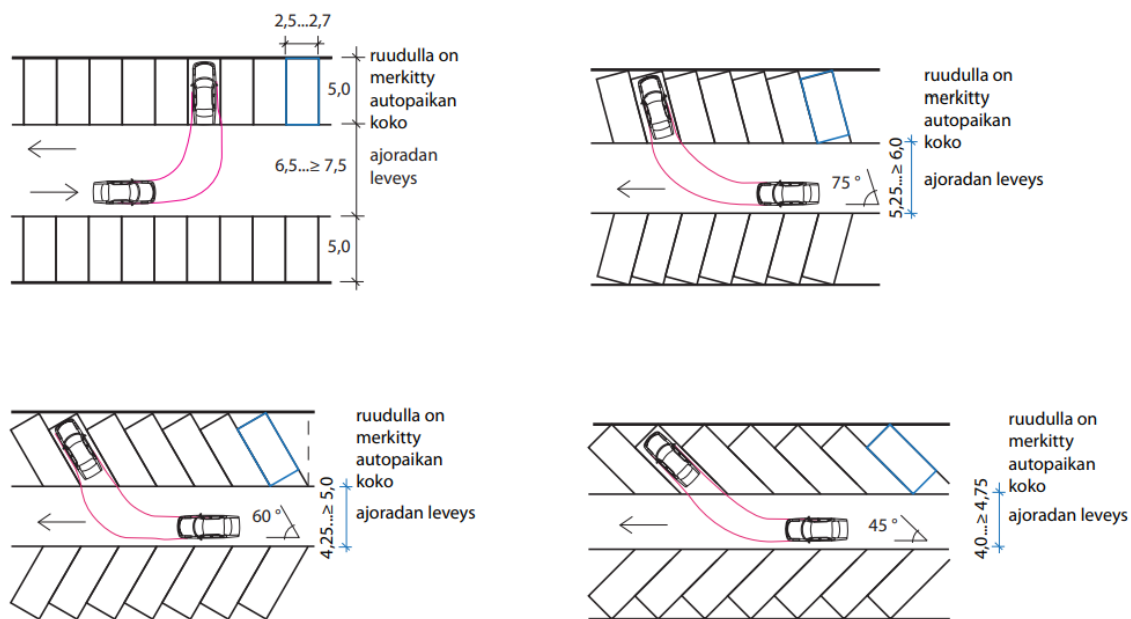 2,5...2,7
ruudulla on
merkitty
autopaikan
koko
5,0
6,5...≥ 7,5
ajoradan
leveys
5,0
ruudulla on
merkitty
autopaikan
koko
75 °
5,25...≥ 6,0
ajoradan leveys
ruudulla on
merkitty
autopaikan
koko
60 °
4,25...≥ 5,0
ajoradan leveys
ruudulla on
merkitty
autopaikan
koko
45 °
4,0...≥ 4,75
ajoradan leveys